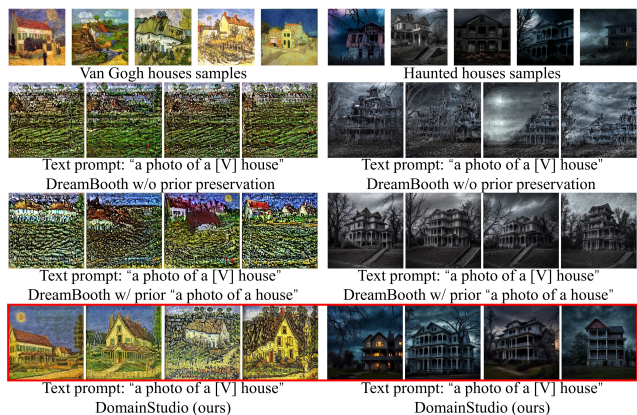 Van Gogh houses samples
Haunted houses samples
Text prompt: “a photo of a [V] house”
Text prompt: “a photo of a [V] house”
DreamBooth w/o prior preservation
DreamBooth w/o prior preservation
Text prompt: “a photo of a [V] house”
Text prompt: “a photo of a [V] house”
DreamBooth w/ prior “a photo of a house”
DreamBooth w/ prior “a photo of a house”
Text prompt: “a photo of a [V] house”
Text prompt: “a photo of a [V] house”
DomainStudio (ours)
DomainStudio (ours)